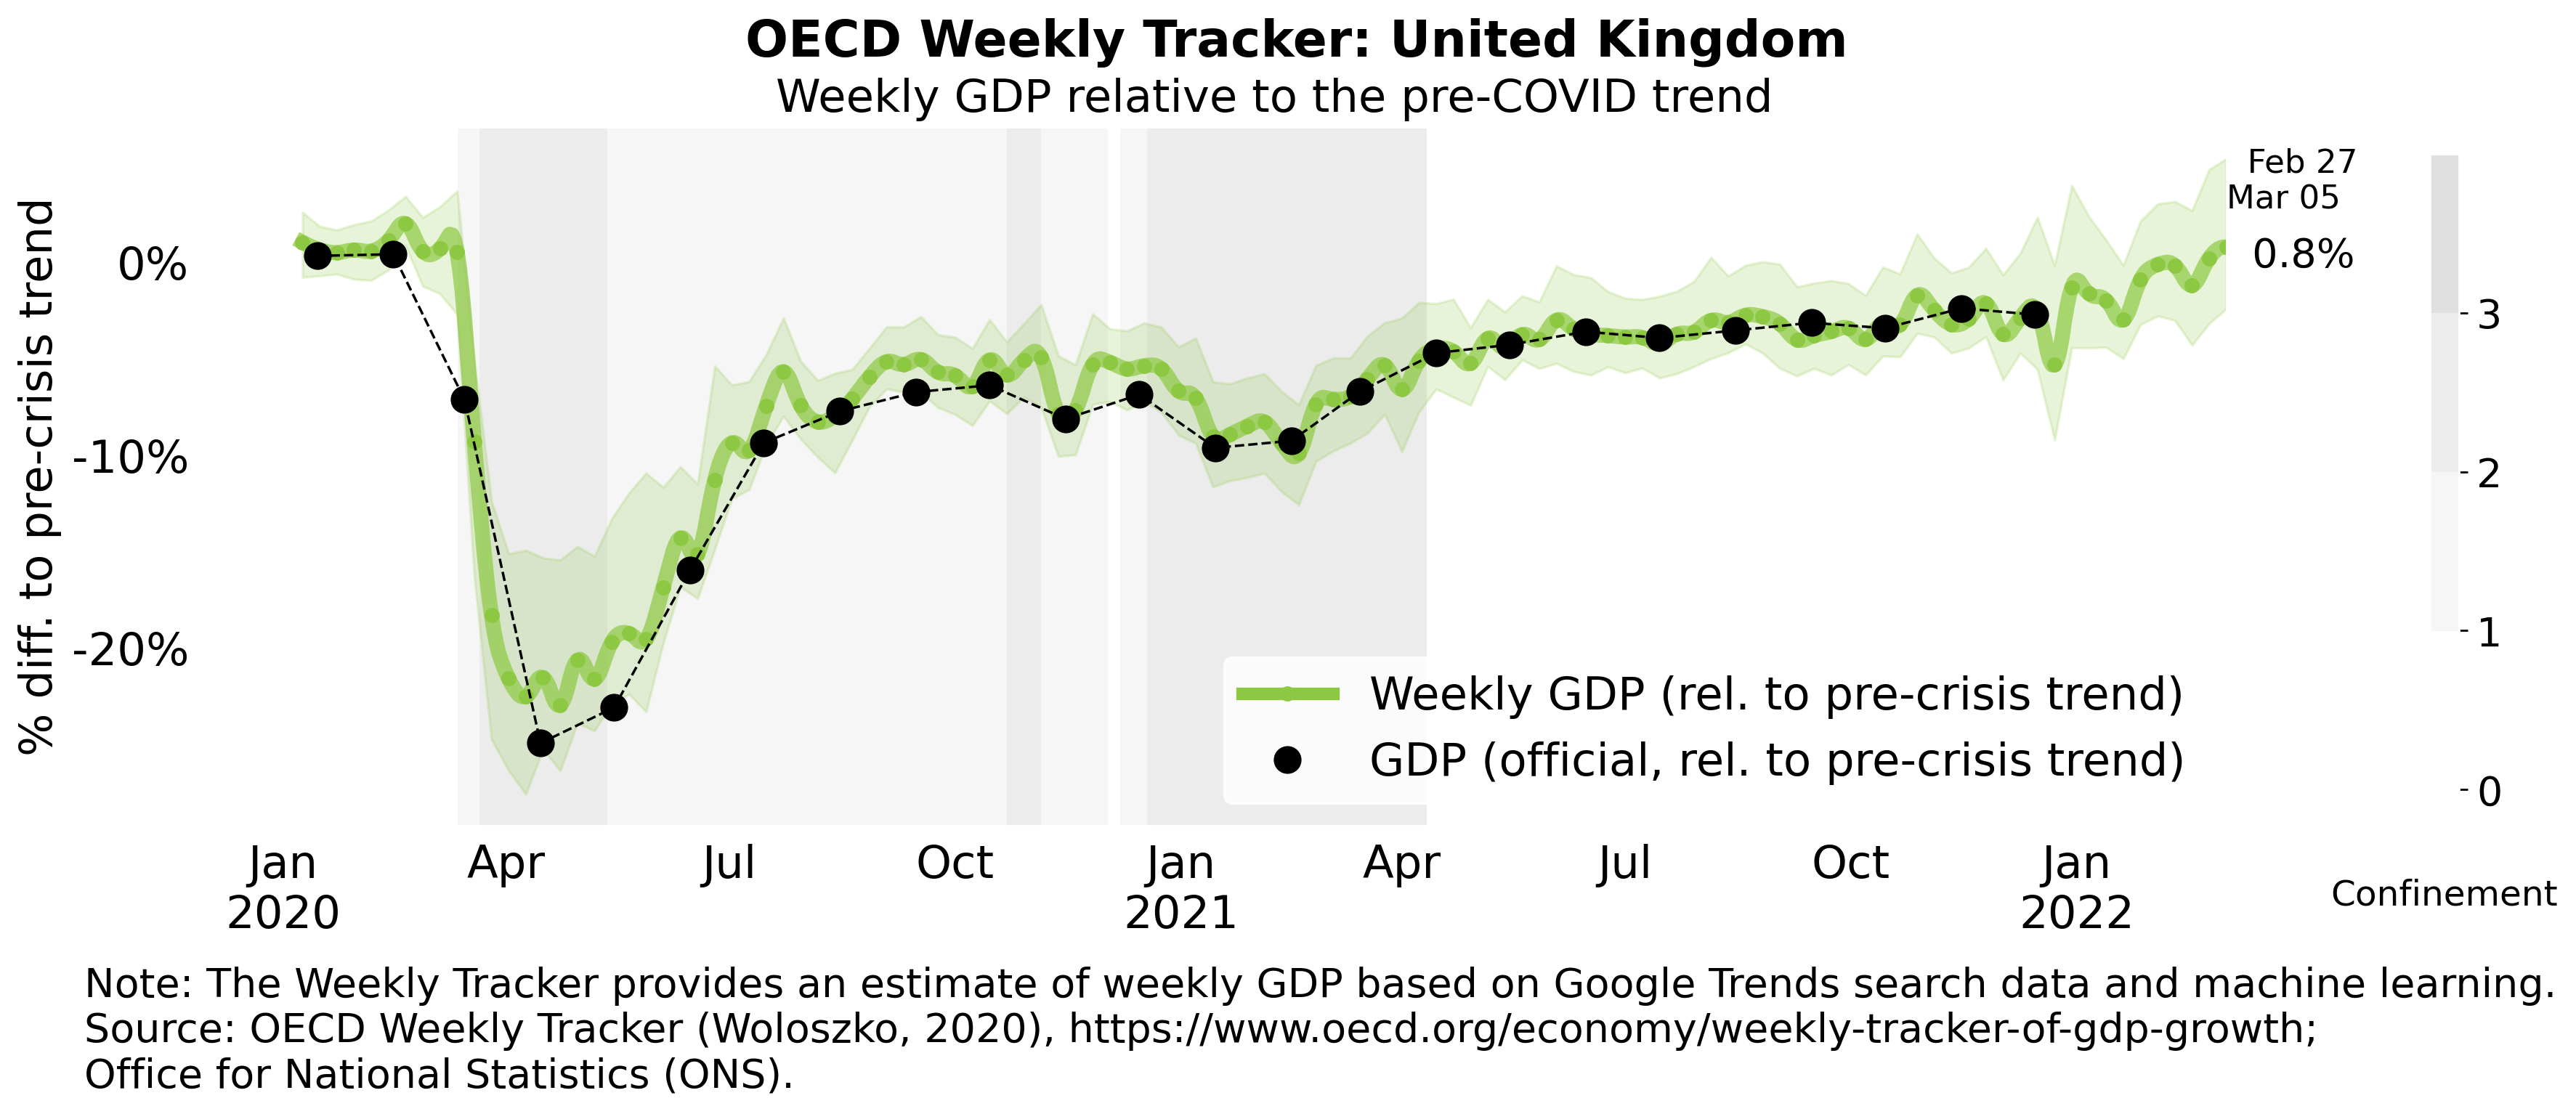 OECD Weekly Tracker: United Kingdom
Weekly GDP relative to the pre-COVID trend
% diff. to pre-crisis trend
0%
-10%
-20%
Feb 27
Mar 05
0.8%
3
2
1
0
Weekly GDP (rel. to pre-crisis trend)
GDP (official, rel. to pre-crisis trend)
Jan Apr Jul Oct Jan Apr Jul Oct Jan
2020 2021 2022
Confinement
Note: The Weekly Tracker provides an estimate of weekly GDP based on Google Trends search data and machine learning.
Source: OECD Weekly Tracker (Woloszko, 2020), https://www.oecd.org/economy/weekly-tracker-of-gdp-growth;
Office for National Statistics (ONS).